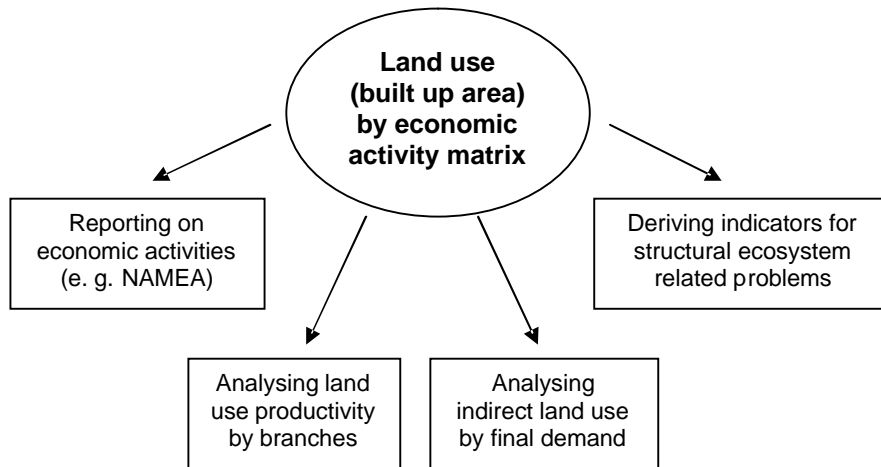 Land use
(built up area)
by economic
activity matrix
Reporting on
economic activities
(e. g. NAMEA)
Deriving indicators for
structural ecosystem
related problems
Analysing land
use productivity
by branches
Analysing
indirect land use
by final demand